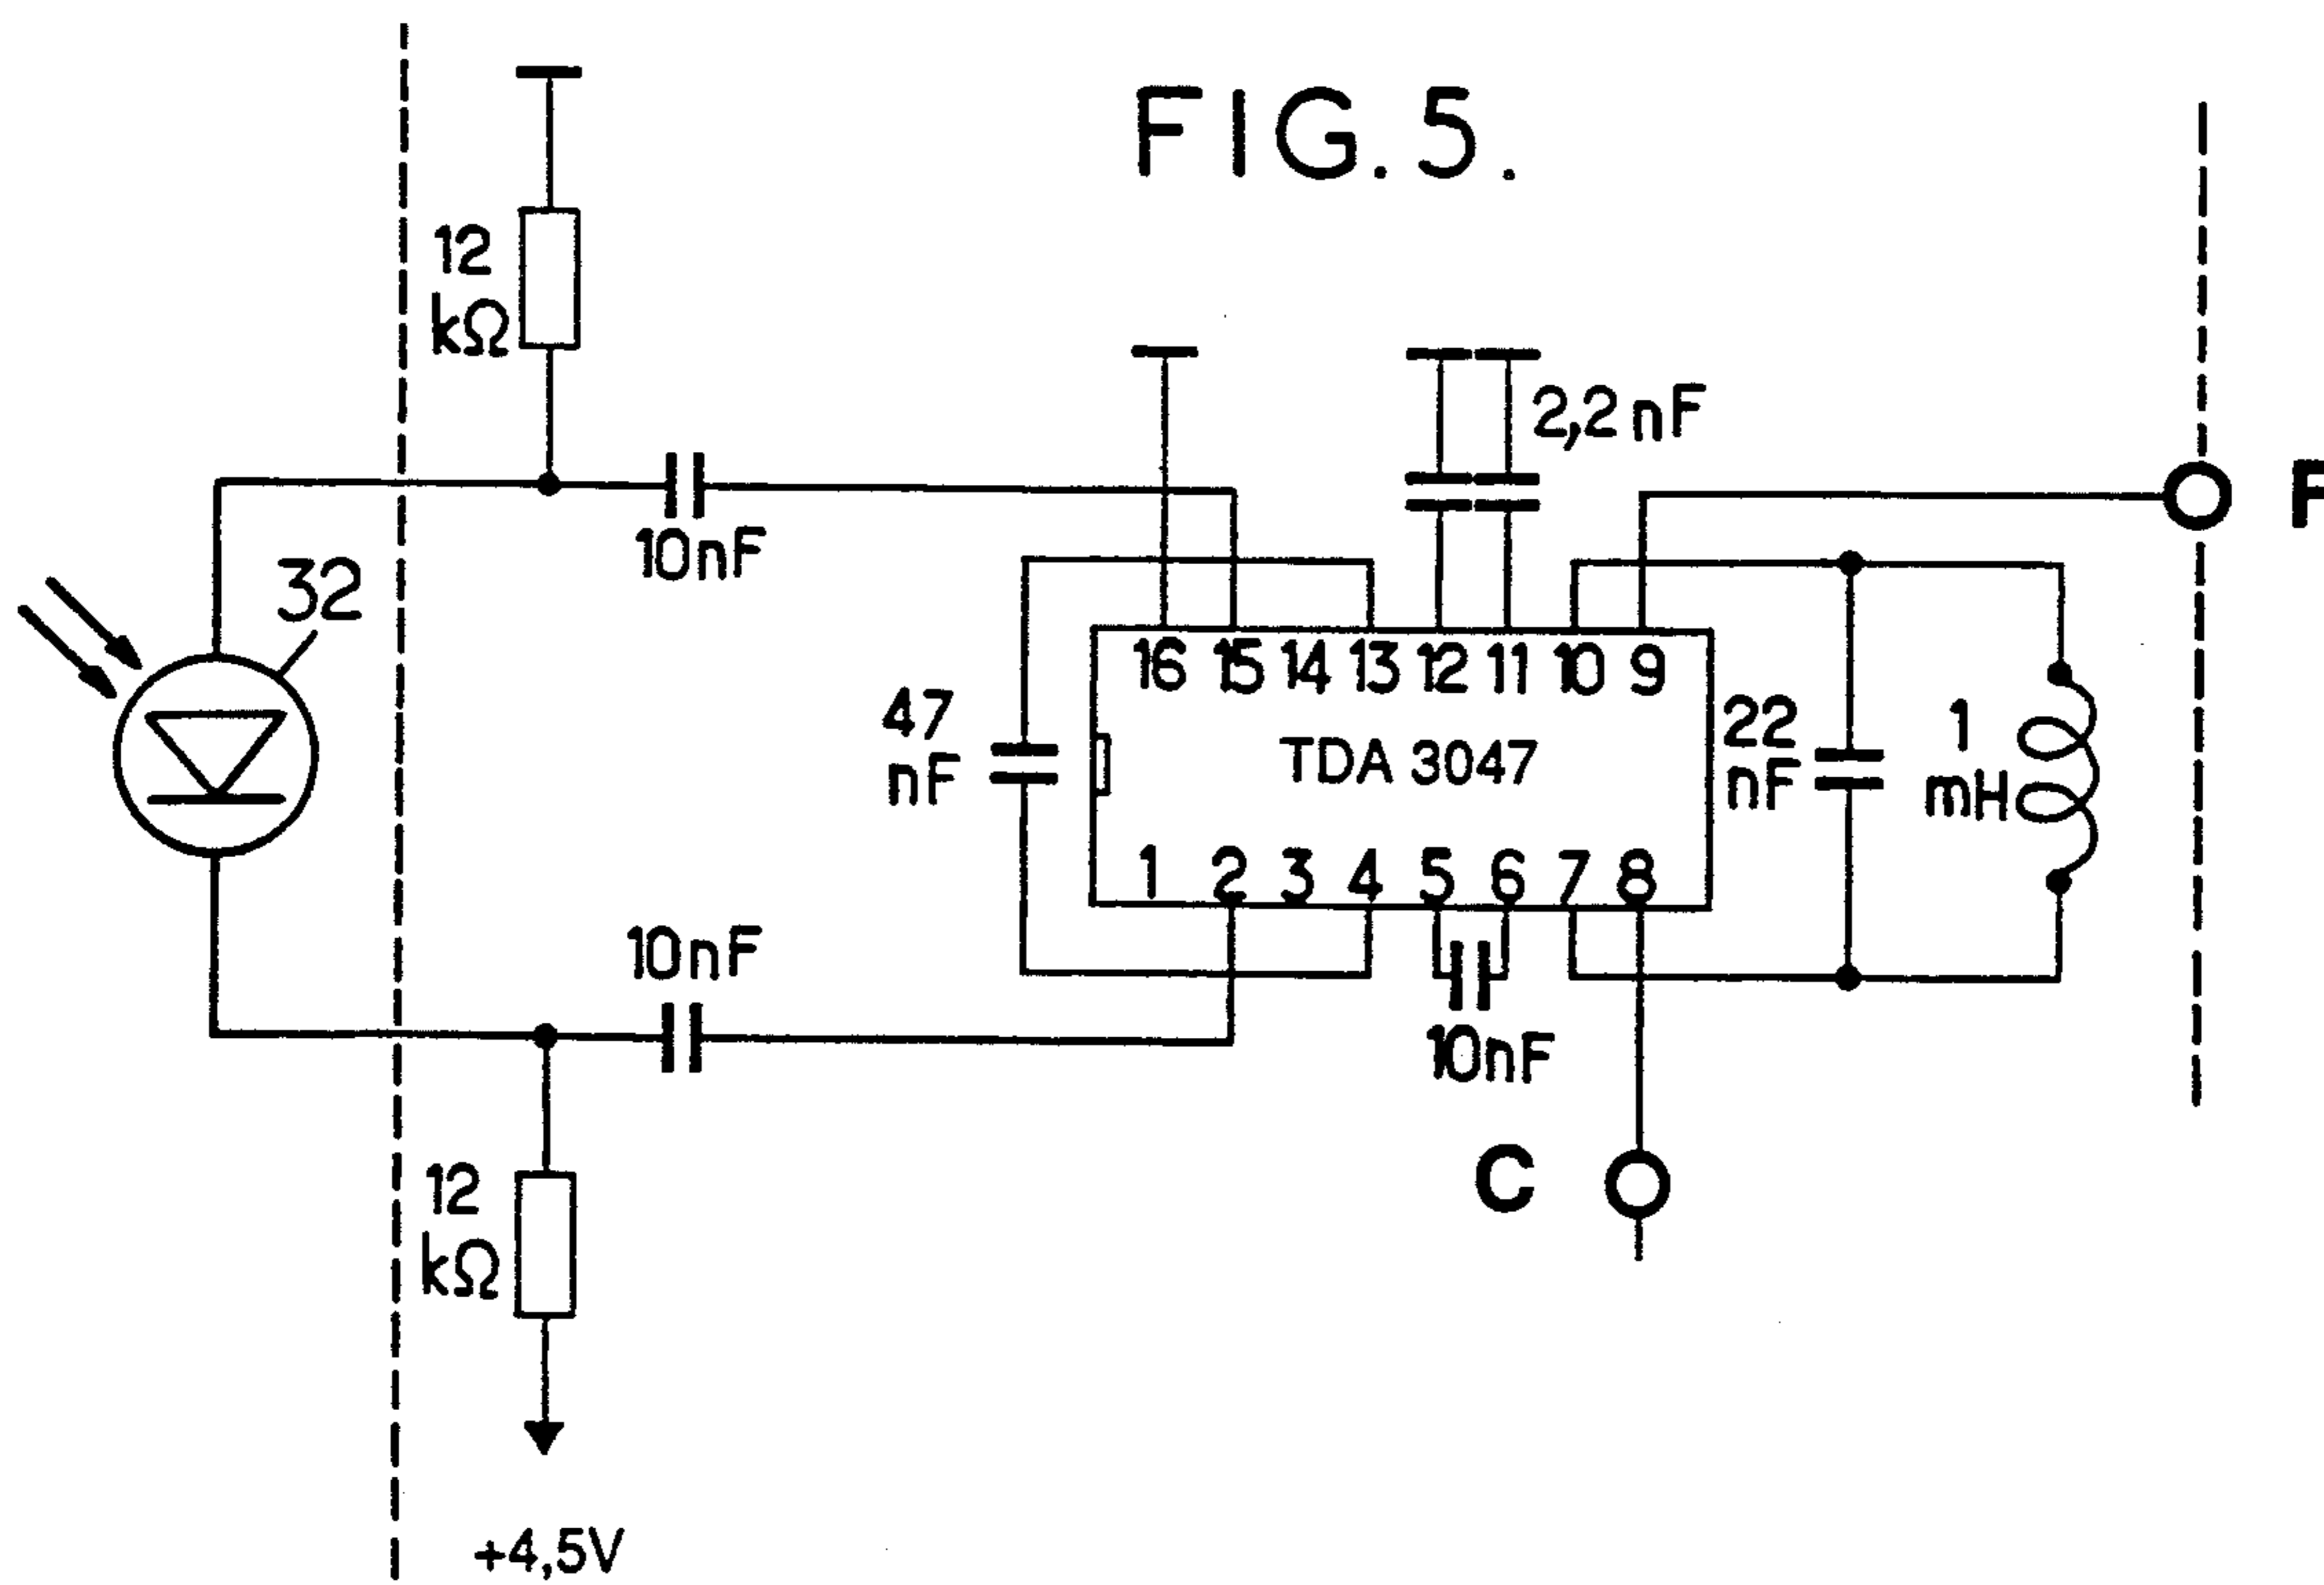 FIG. 5.
12
kΩ
2,2 nF
F
10nF
32
16 15 14 13 12 11 10 9
47
nF
TDA 3047
22
nF
1
mH
1 2 3 4 5 6 7 8
10nF
10nF
C
12
kΩ
+4,5V